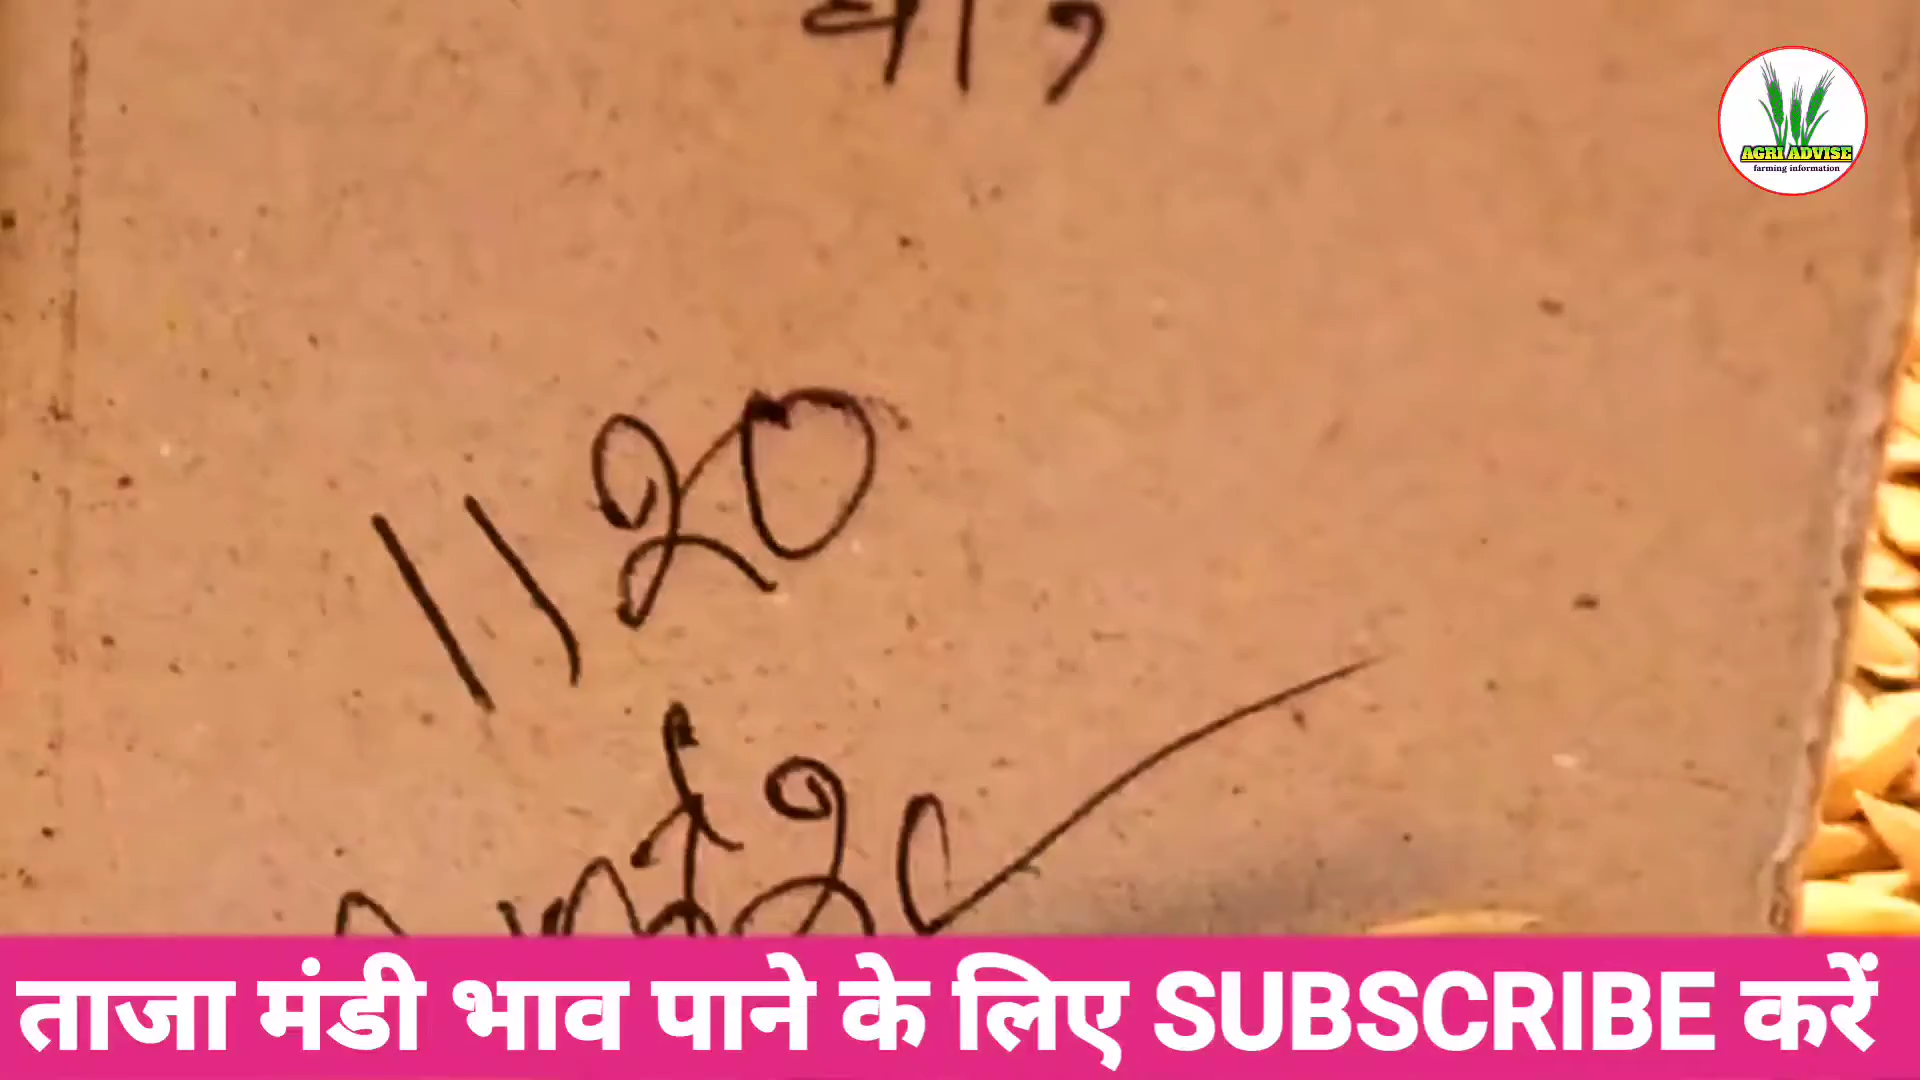 AGRI ADVISE
farming information
1120
ताजा मंडी भाव पाने के लिए SUBSCRIBE करें